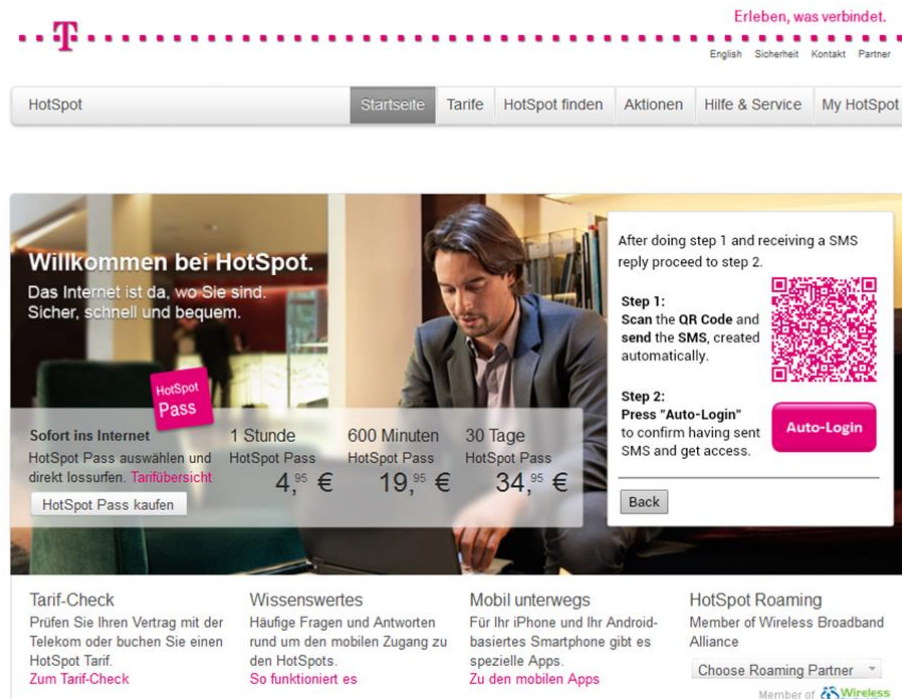 Erleben, was verbindet.
T
English Sicherheit Kontakt Partner
HotSpot Startseite Tarife HotSpot finden Aktionen Hilfe & Service My HotSpot
Willkommen bei HotSpot.
Das Internet ist da, wo Sie sind.
Sicher, schnell und bequem.
HotSpot
Pass
Sofort ins Internet
HotSpot Pass auswählen und
direkt lossurfen. Tarifübersicht
HotSpot Pass kaufen
1 Stunde
HotSpot Pass
4,95 €
600 Minuten
HotSpot Pass
19,95 €
30 Tage
HotSpot Pass
34,95 €
After doing step 1 and receiving a SMS
reply proceed to step 2.
Step 1:
Scan the QR Code and
send the SMS, created
automatically.
Step 2:
Press "Auto-Login"
to confirm having sent
SMS and get access.
Auto-Login
Back
Tarif-Check
Prüfen Sie Ihren Vertrag mit der
Telekom oder buchen Sie einen
HotSpot Tarif.
Zum Tarif-Check
Wissenswertes
Häufige Fragen und Antworten
rund um den mobilen Zugang zu
den HotSpots.
So funktioniert es
Mobil unterwegs
Für Ihr iPhone und Ihr Android-
basiertes Smartphone gibt es
spezielle Apps.
Zu den mobilen Apps
HotSpot Roaming
Member of Wireless Broadband
Alliance
Choose Roaming Partner
Member of Wireless